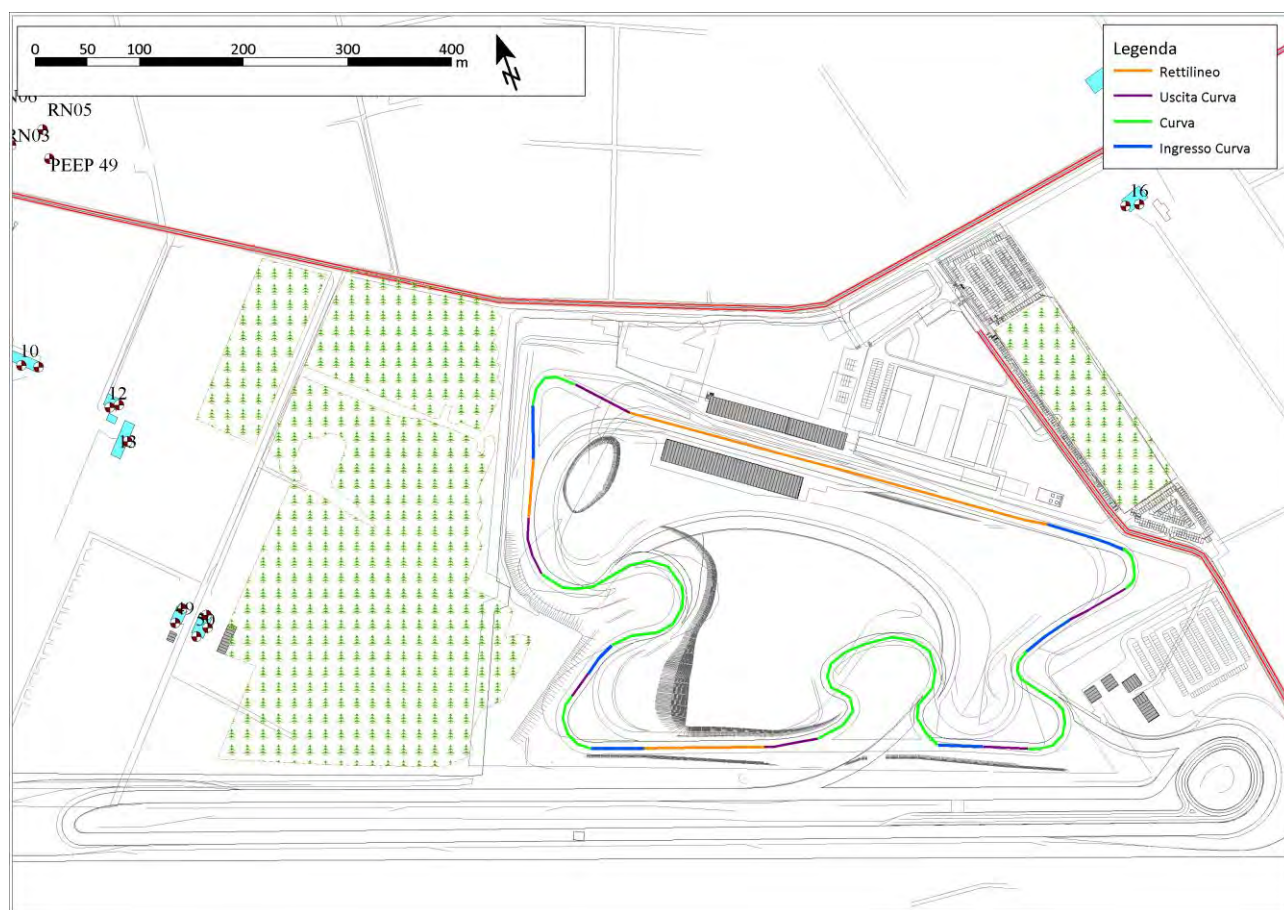 0 50 100 200 300 400
m
N
Legenda
Rettilineo
Uscita Curva
Curva
Ingresso Curva
RN05
RN03
PEEP 49
16
10
12
13